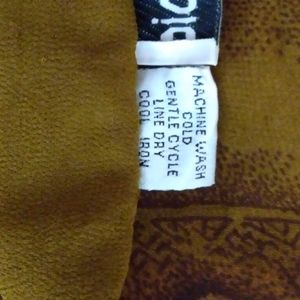 MACHINE WASH
COLD
GENTLE CYCLE
LINE DRY
COOL IRON